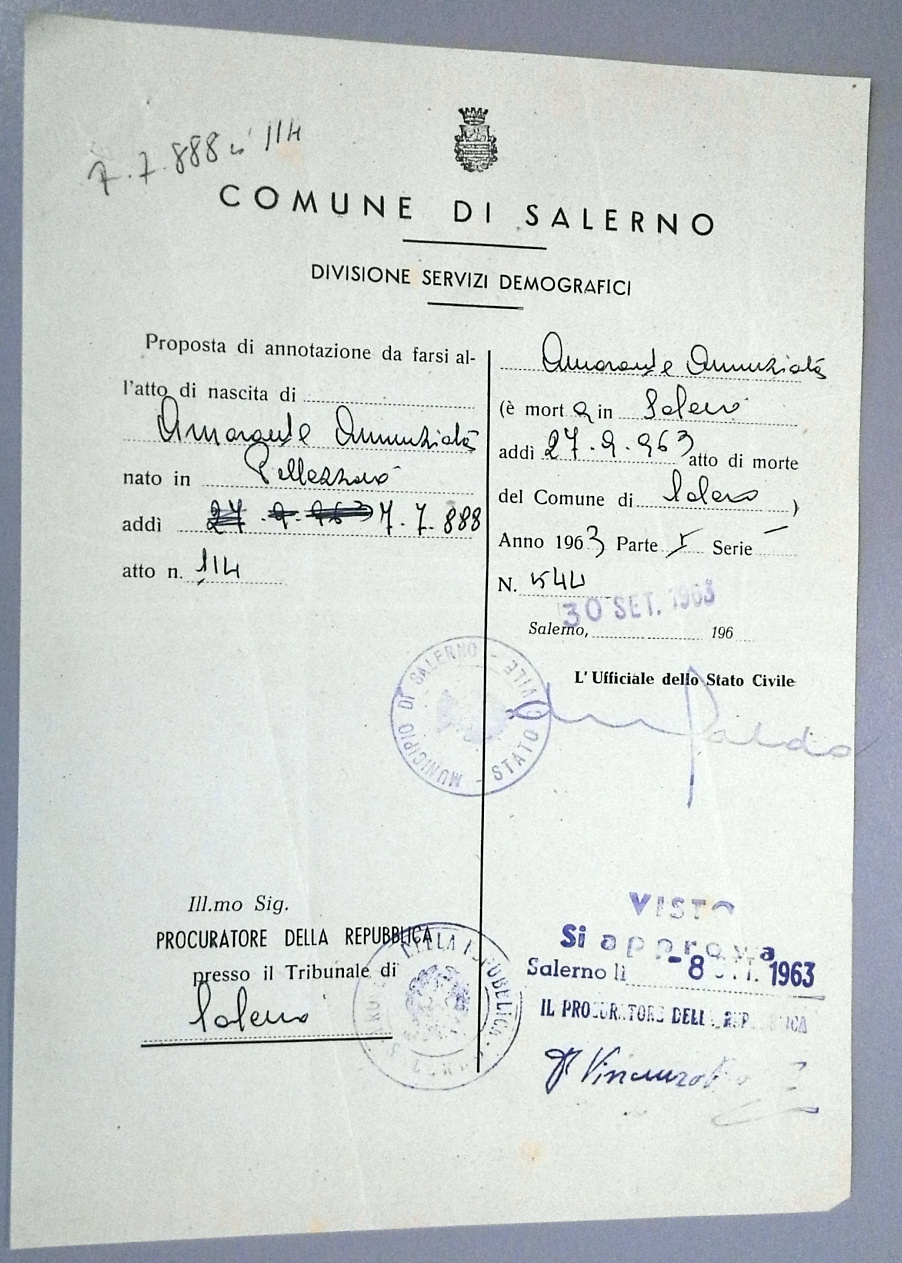 7.7.888 n° 114
COMUNE DI SALERNO
DIVISIONE SERVIZI DEMOGRAFICI
Proposta di annotazione da farsi al-
l'atto di nascita di
Amarante Annunziata
nato in Pellezzano
addì 27.9.963 7.7.888
atto n. 114
Ill.mo Sig.
PROCURATORE DELLA REPUBBLICA
presso il Tribunale di
Salerno
Amarante Annunziata
(è mort a in Salerno
addì 27.9.963 atto di morte
del Comune di Salerno )
Anno 1963 Parte I Serie -
N. 544
30 SET. 1963
Salerno, 196
L'Ufficiale dello Stato Civile
MUNICIPIO DI SALERNO - STATO CIVILE -
VISTO
Si approva
Salerno lì -8 1963
IL PROCURATORE DELLA REPUBBLICA
DELLA REPUBBLICA